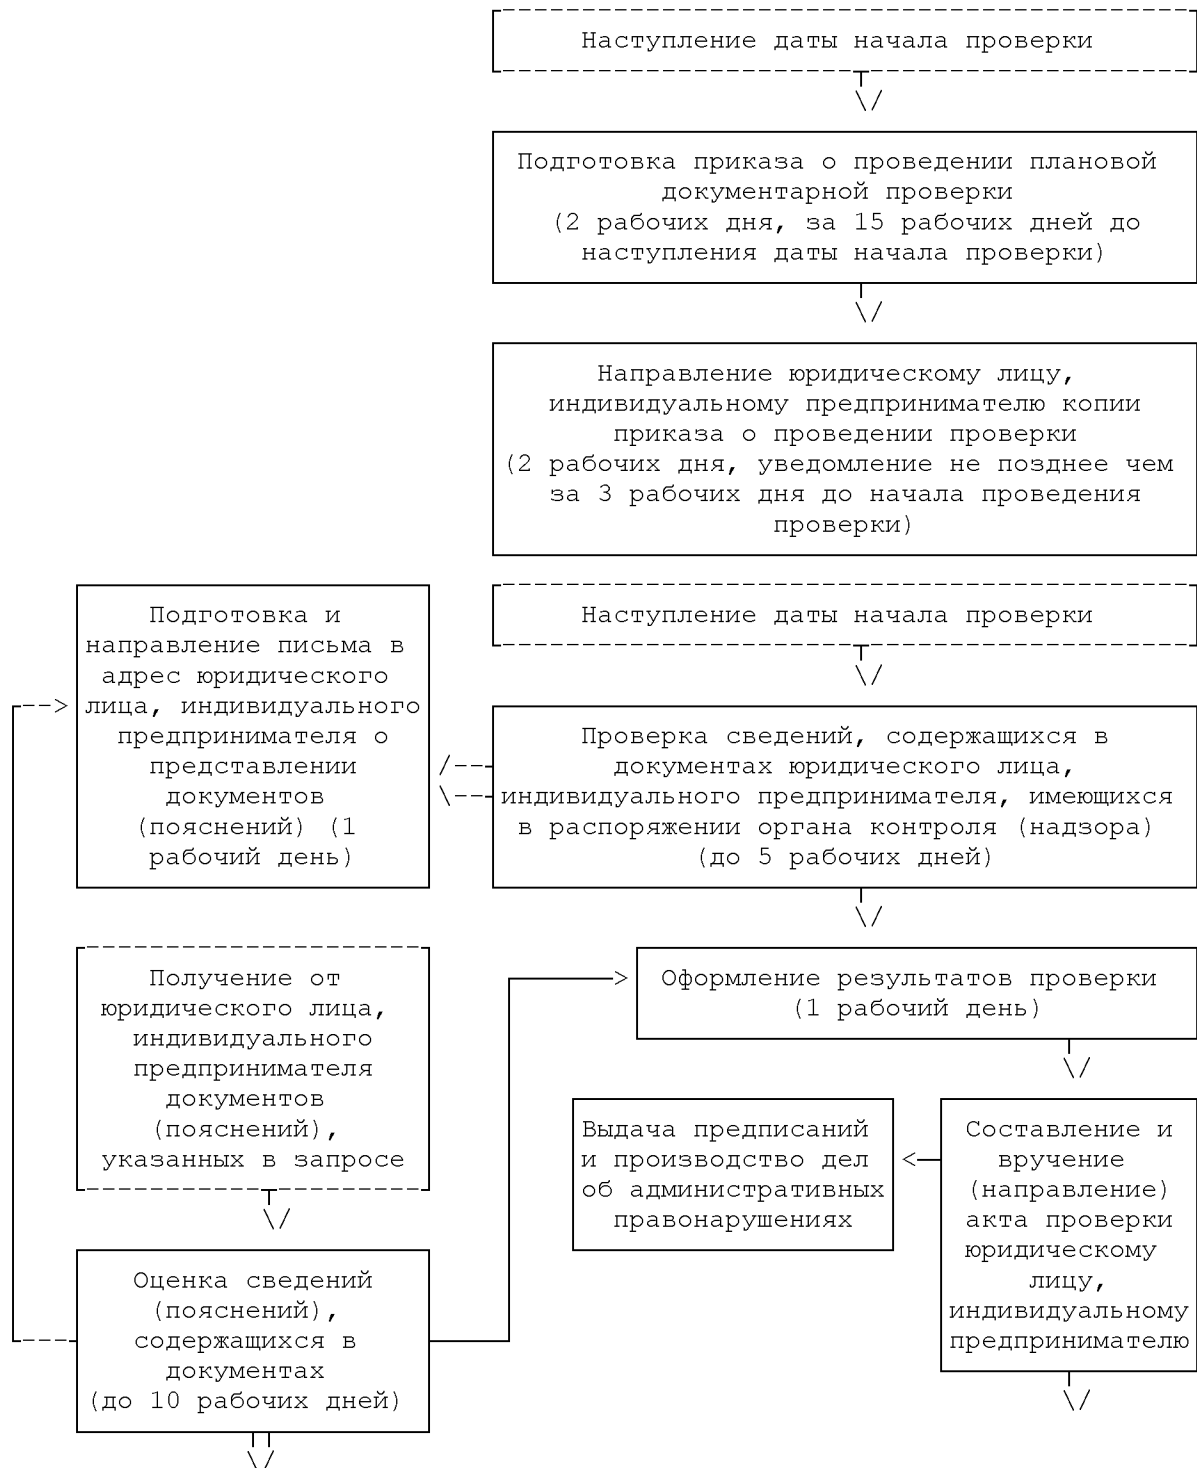 Наступление даты начала проверки
Подготовка приказа о проведении плановой
документарной проверки
(2 рабочих дня, за 15 рабочих дней до
наступления даты начала проверки)
Направление юридическому лицу,
индивидуальному предпринимателю копии
приказа о проведении проверки
(2 рабочих дня, уведомление не позднее чем
за 3 рабочих дня до начала проведения
проверки)
Подготовка и
направление письма в
адрес юридического
лица, индивидуального
предпринимателя о
представлении
документов
(пояснений) (1
рабочий день)
Наступление даты начала проверки
Проверка сведений, содержащихся в
документах юридического лица,
индивидуального предпринимателя, имеющихся
в распоряжении органа контроля (надзора)
(до 5 рабочих дней)
Получение от
юридического лица,
индивидуального
предпринимателя
документов
(пояснений),
указанных в запросе
Оформление результатов проверки
(1 рабочий день)
Выдача предписаний
и производство дел
об административных
правонарушениях
Составление и
вручение
(направление)
акта проверки
юридическому
лицу,
индивидуальному
предпринимателю
Оценка сведений
(пояснений),
содержащихся в
документах
(до 10 рабочих дней)